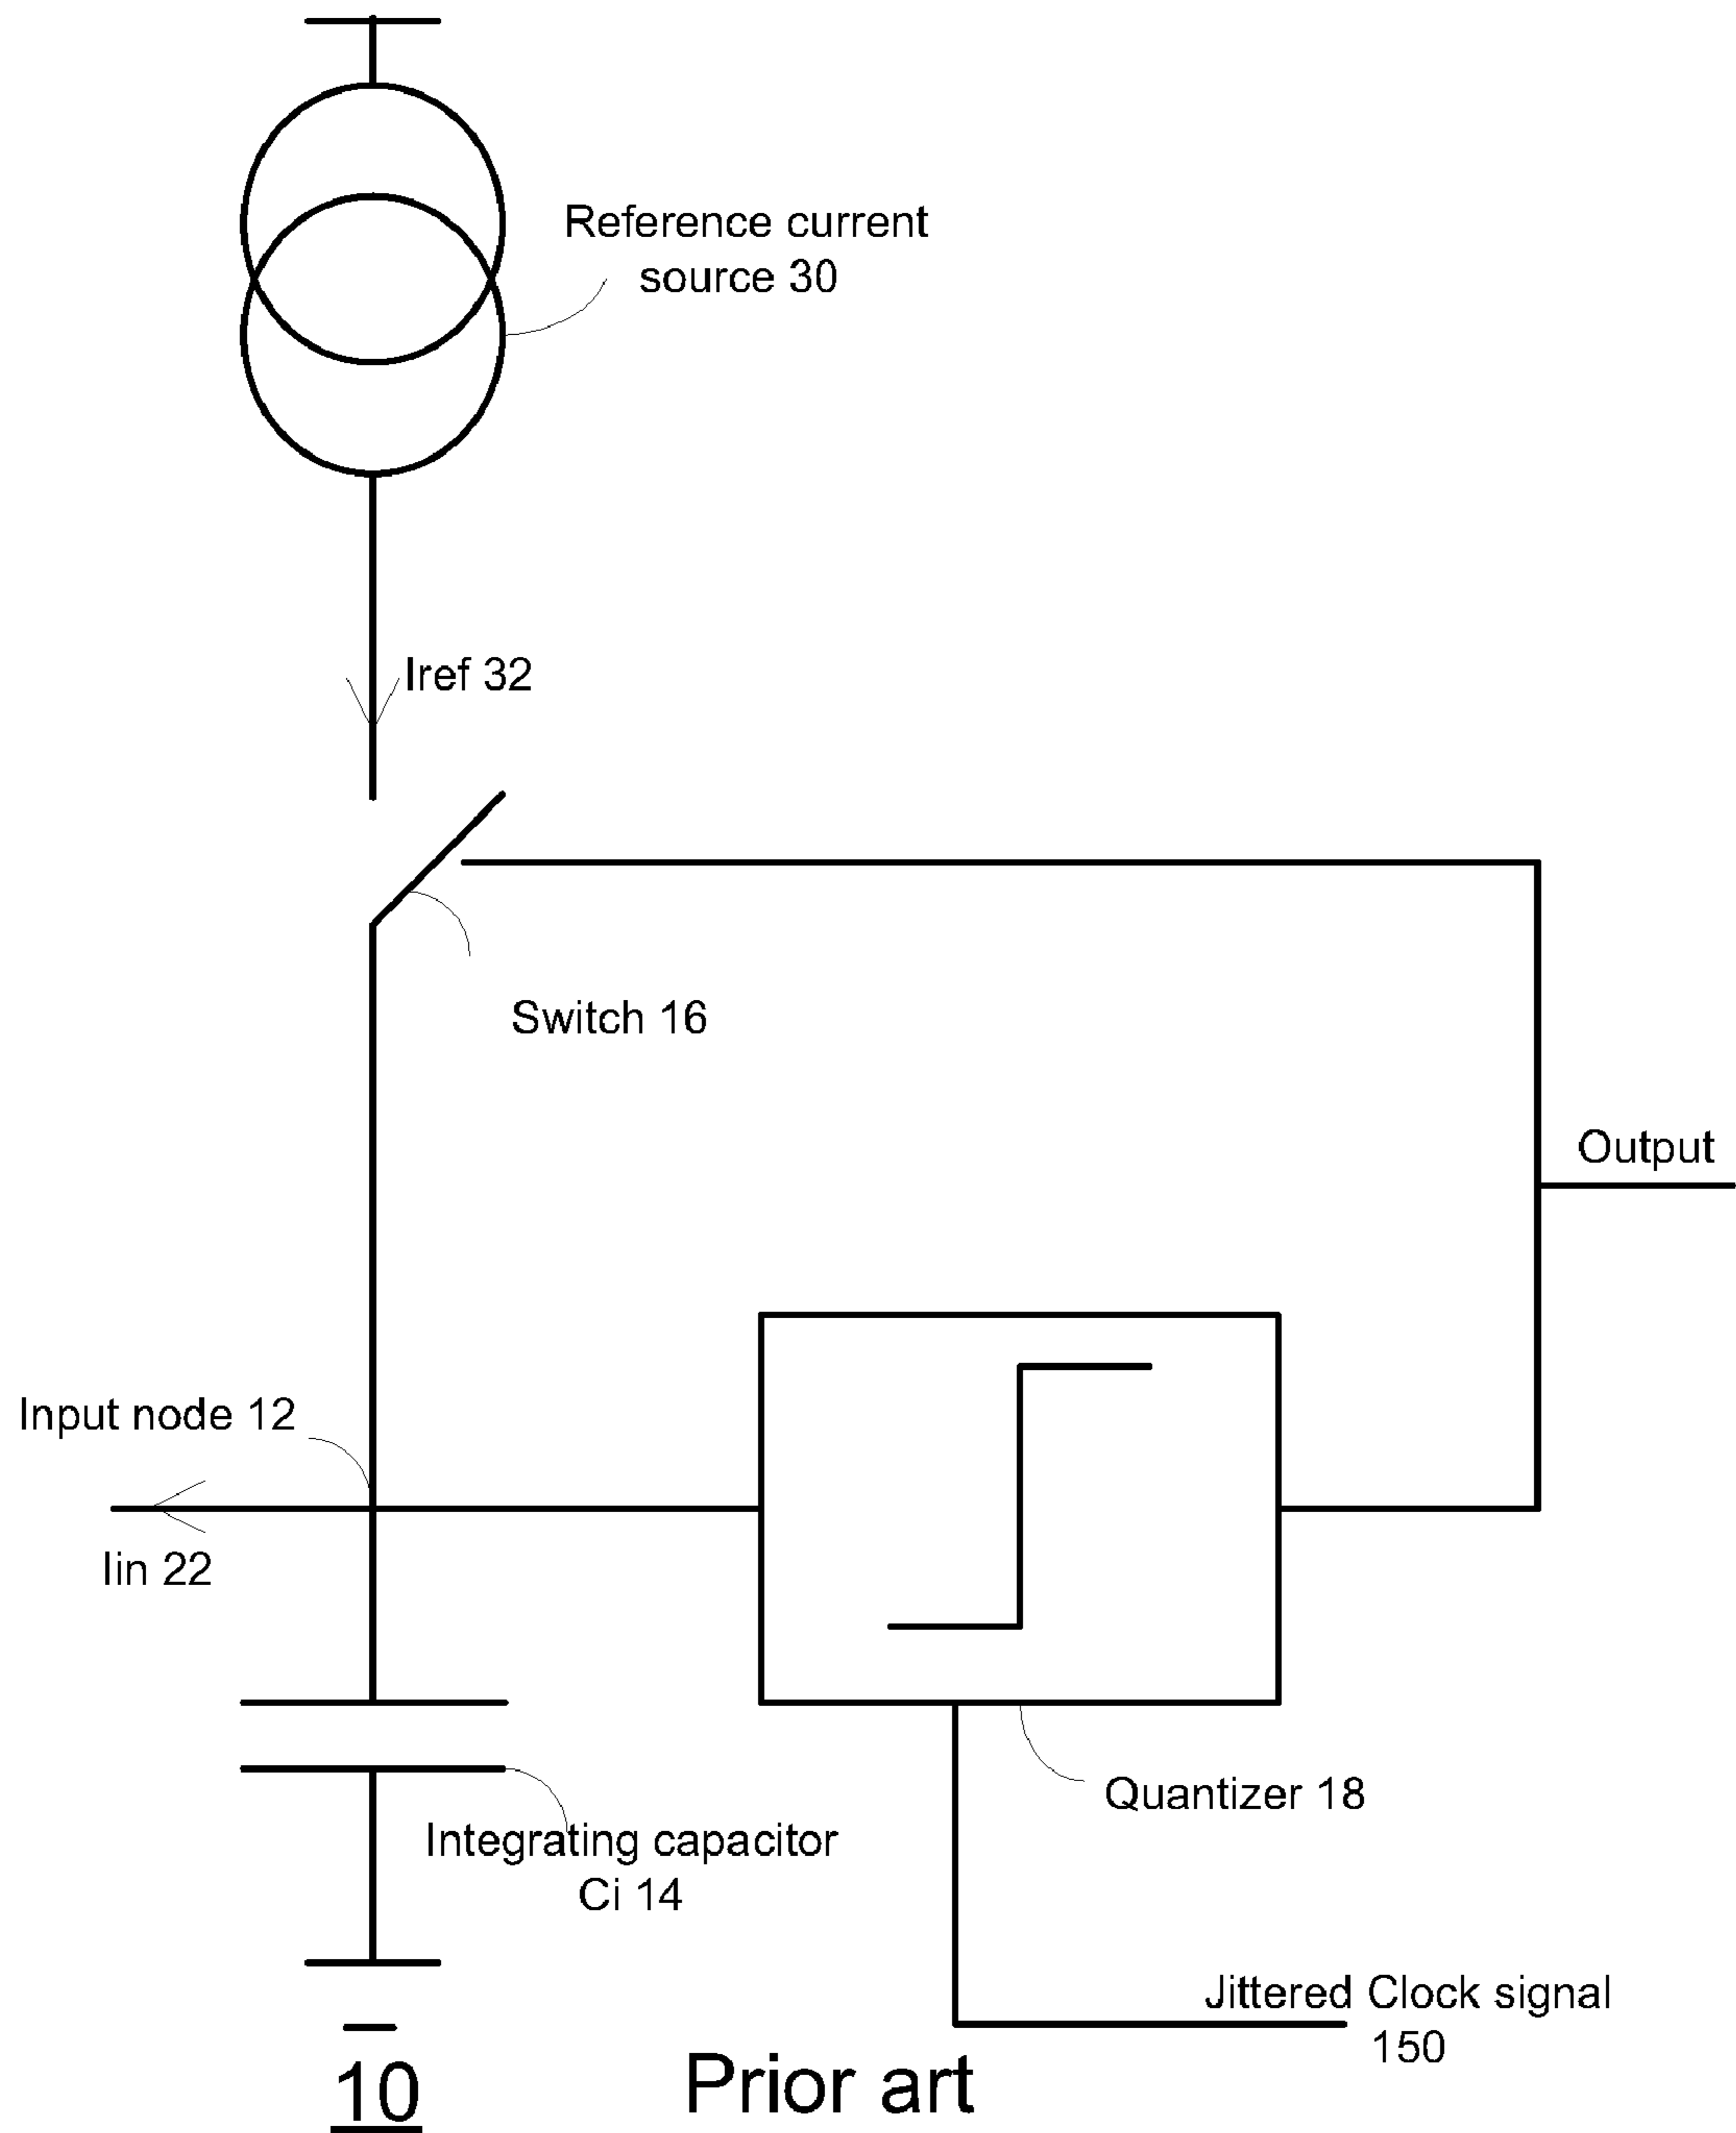 Reference current
source 30
Iref 32
Switch 16
Output
Input node 12
Iin 22
Quantizer 18
Integrating capacitor
Ci 14
Jittered Clock signal
150
10
Prior art